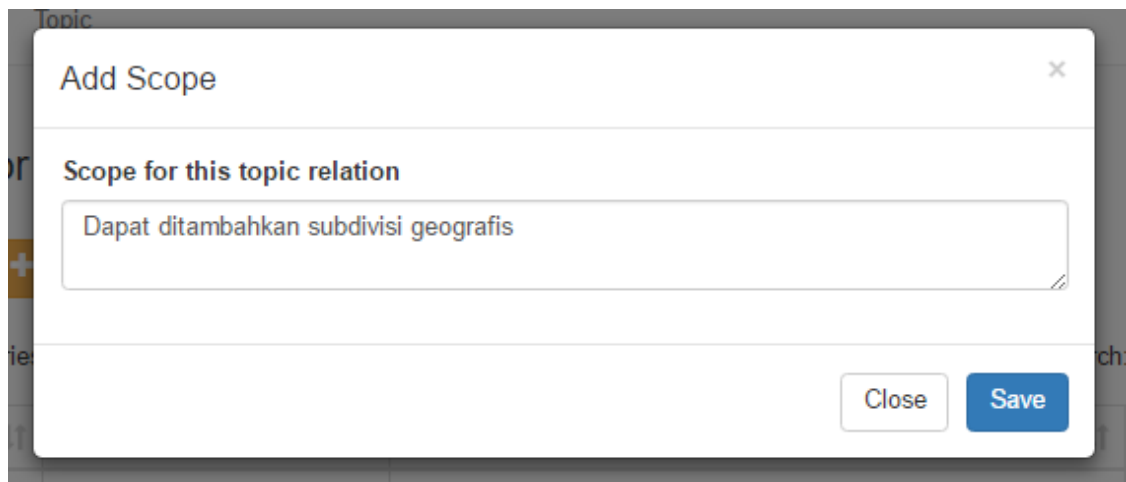 Topic
Add Scope
×
Scope for this topic relation
Dapat ditambahkan subdivisi geografis
Close
Save